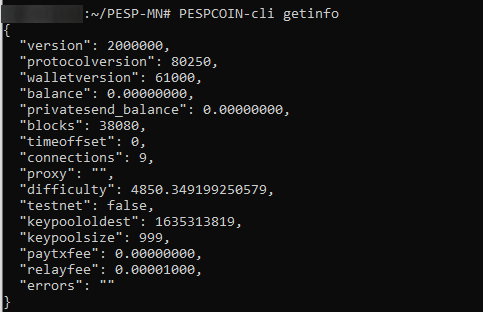 :~/PESP-MN# PESPCOIN-cli getinfo
{
  "version": 2000000,
  "protocolversion": 80250,
  "walletversion": 61000,
  "balance": 0.00000000,
  "privatesend_balance": 0.00000000,
  "blocks": 38080,
  "timeoffset": 0,
  "connections": 9,
  "proxy": "",
  "difficulty": 4850.349199250579,
  "testnet": false,
  "keypoololdest": 1635313819,
  "keypoolsize": 999,
  "paytxfee": 0.00000000,
  "relayfee": 0.00001000,
  "errors": ""
}